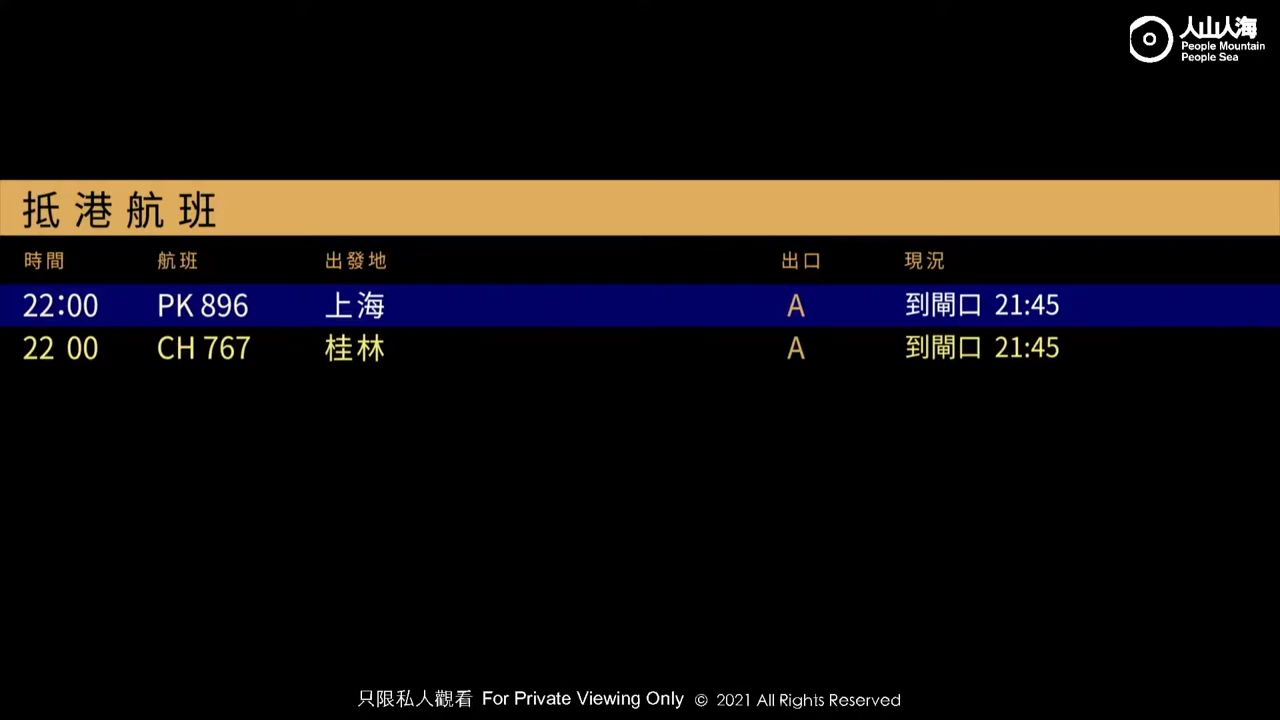 人山人海
People Mountain
People Sea
抵港航班
時間 航班 出發地 出口 現況
22:00 PK 896 上海 A 到閘口 21:45
22 00 CH 767 桂林 A 到閘口 21:45
只限私人觀看 For Private Viewing Only © 2021 All Rights Reserved